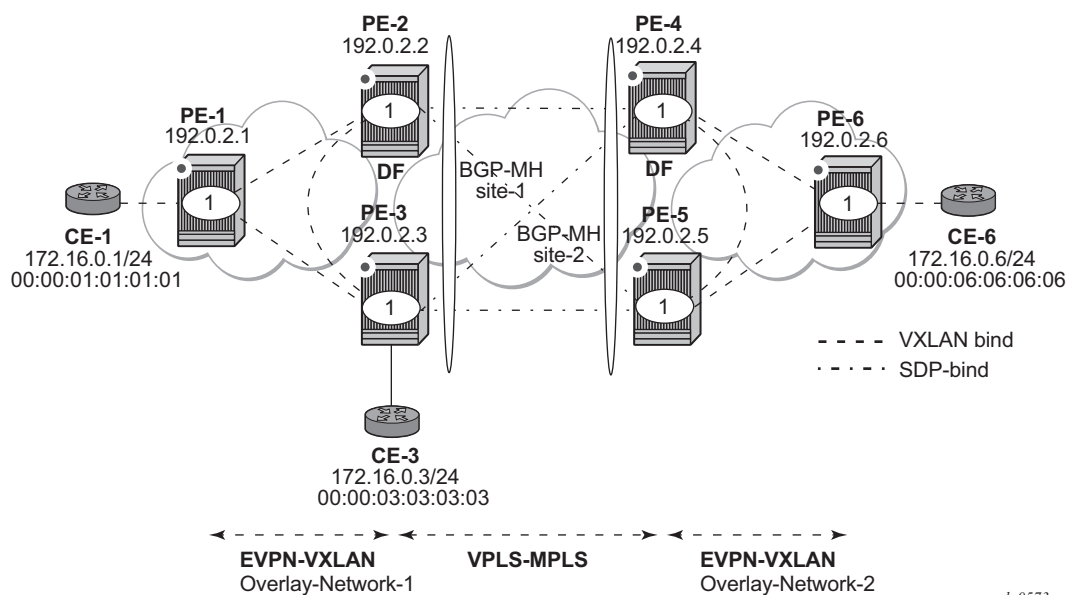 PE-2
192.0.2.2
1
DF
PE-4
192.0.2.4
1
DF
PE-1
192.0.2.1
1
CE-1
172.16.0.1/24
00:00:01:01:01:01
BGP-MH
site-1
BGP-MH
site-2
PE-6
192.0.2.6
1
CE-6
172.16.0.6/24
00:00:06:06:06:06
PE-3
192.0.2.3
1
PE-5
192.0.2.5
1
VXLAN bind
SDP-bind
CE-3
172.16.0.3/24
00:00:03:03:03:03
EVPN-VXLAN
Overlay-Network-1
VPLS-MPLS
EVPN-VXLAN
Overlay-Network-2